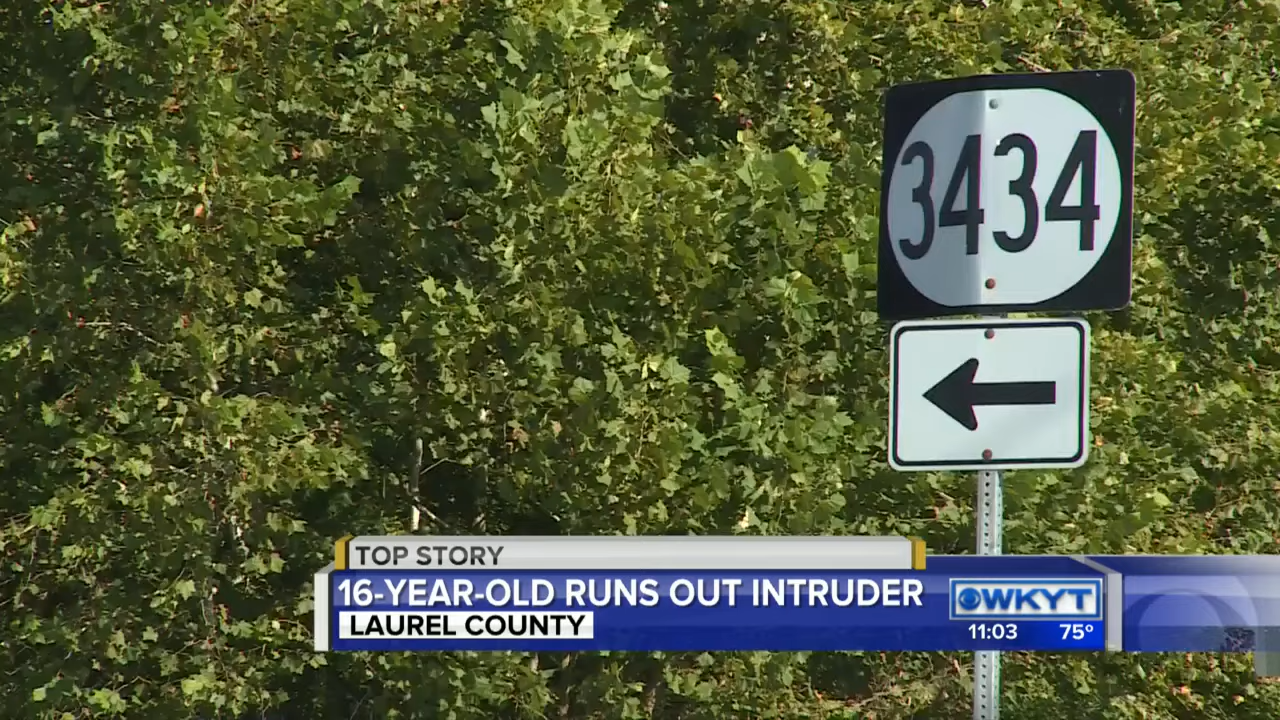 3434
TOP STORY
16-YEAR-OLD RUNS OUT INTRUDER
LAUREL COUNTY
WKYT
11:03 75°